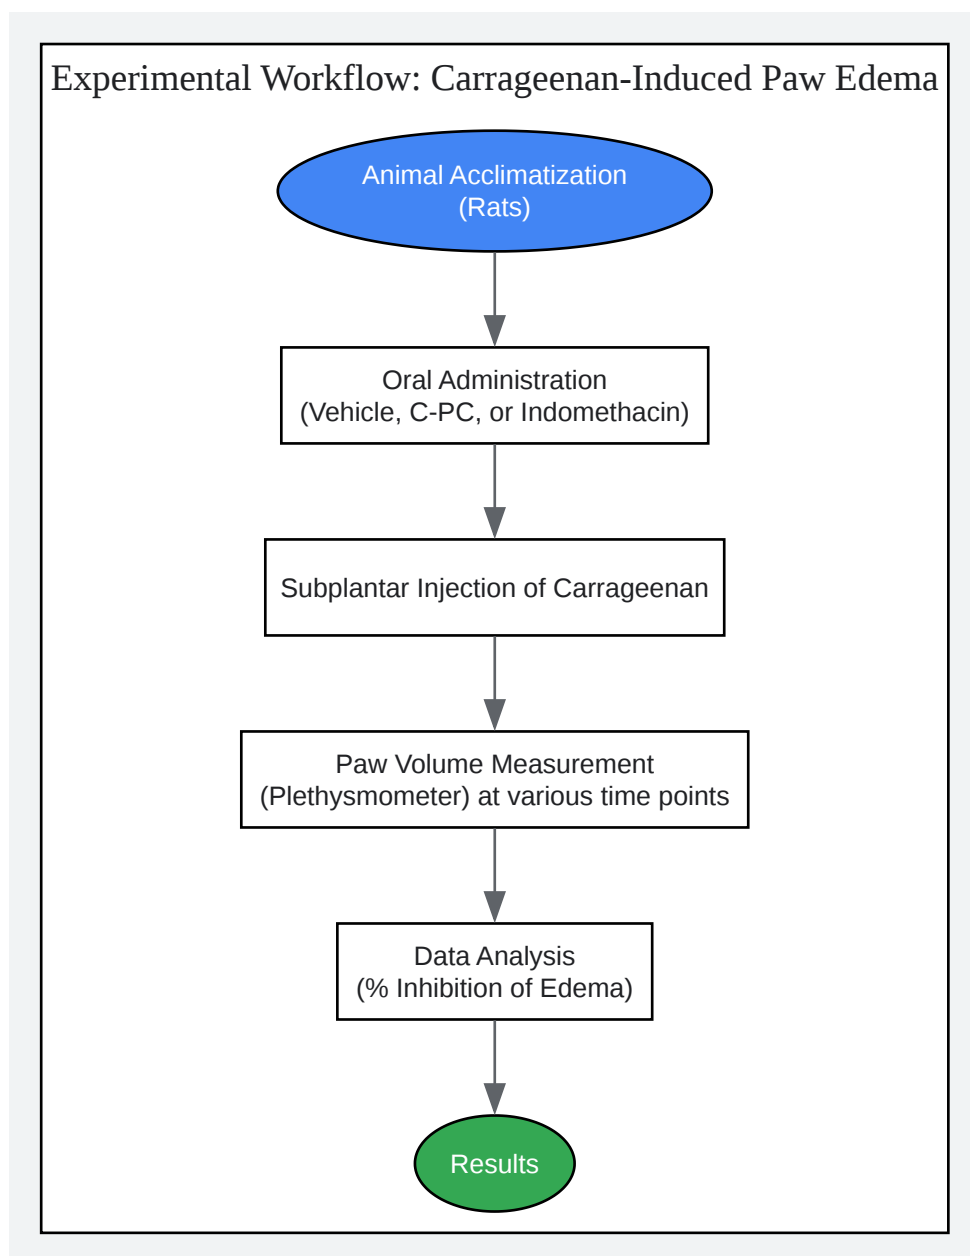 Experimental Workflow: Carrageenan-Induced Paw Edema
Animal Acclimatization
(Rats)
Oral Administration
(Vehicle, C-PC, or Indomethacin)
Subplantar Injection of Carrageenan
Paw Volume Measurement
(Plethysmometer) at various time points
Data Analysis
(% Inhibition of Edema)
Results